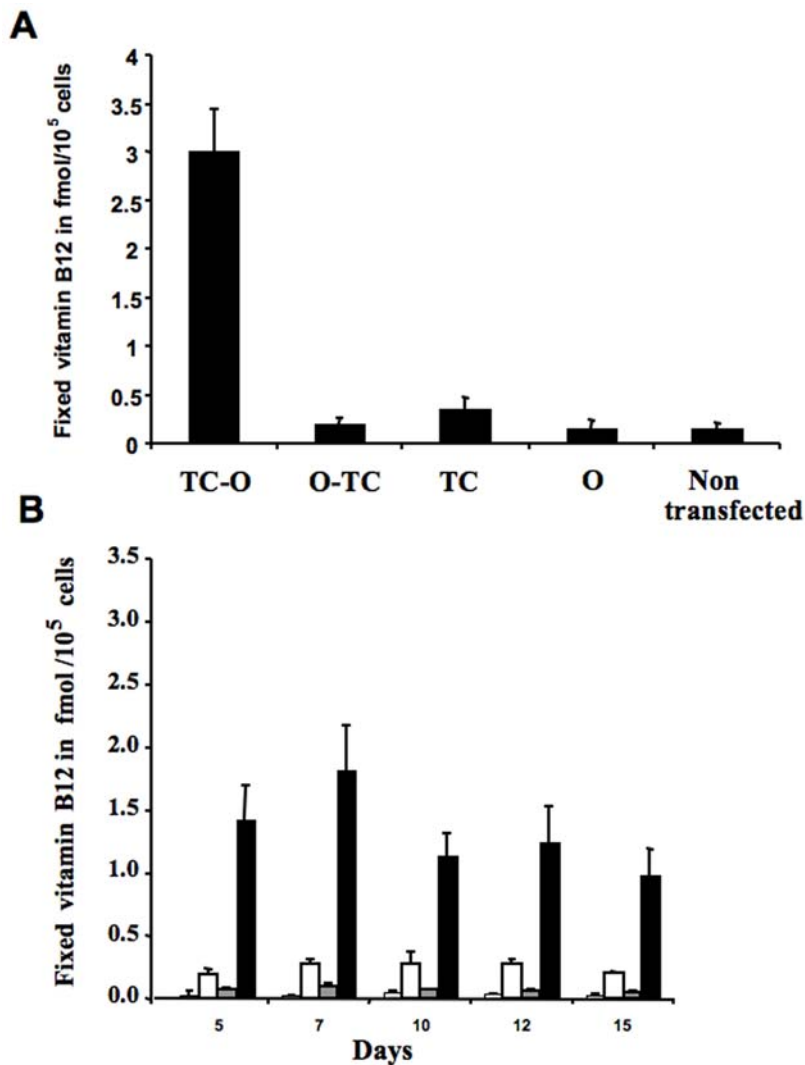 A
Fixed vitamin B12 in fmol/10⁵ cells
4
3.5
3
2.5
2
1.5
1
0.5
0
TC-O O-TC TC O Non
transfected
B
Fixed vitamin B12 in fmol /10⁵ cells
3.5
3.0
2.5
2.0
1.5
1.0
0.5
0.0
5 7 10 12 15
Days